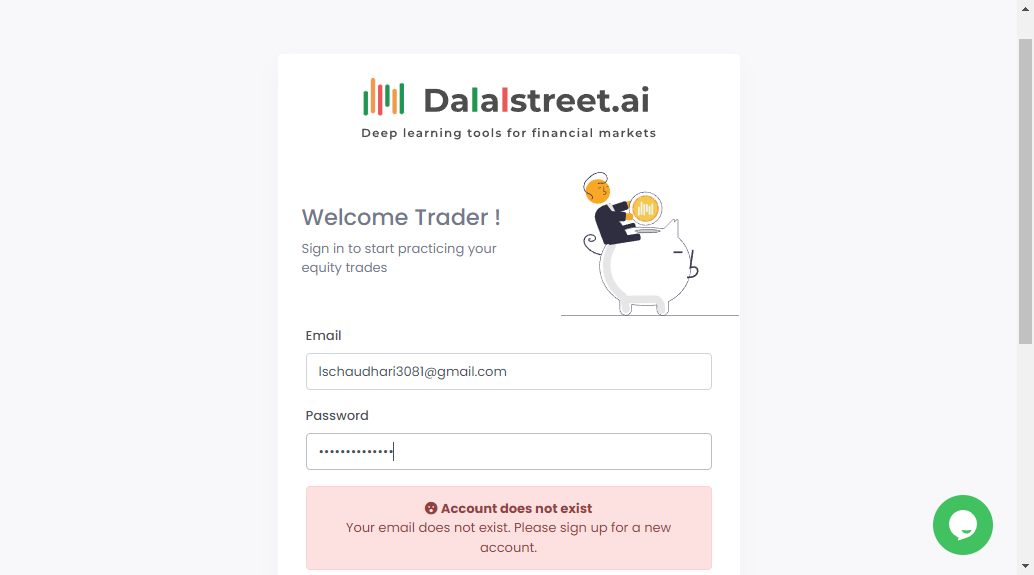 Dalalstreet.ai
Deep learning tools for financial markets
Welcome Trader !
Sign in to start practicing your
equity trades
Email
lschaudhari3081@gmail.com
Password
••••••••••••••
Account does not exist
Your email does not exist. Please sign up for a new
account.